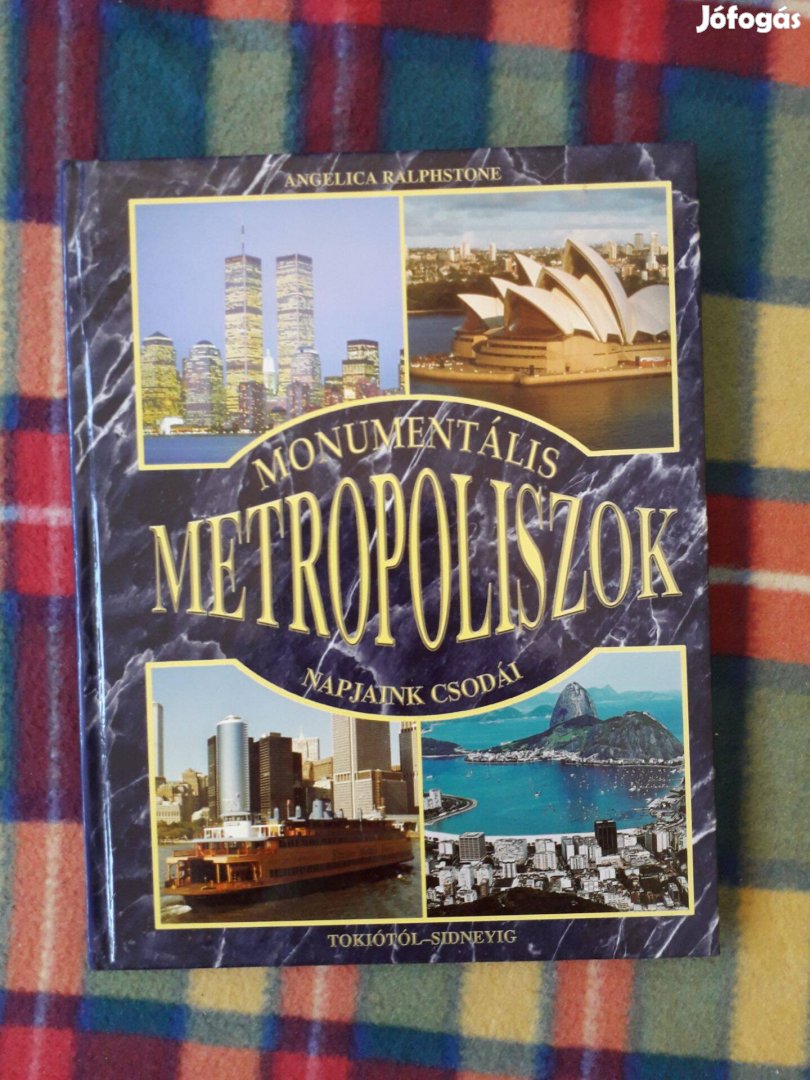 Jófogás
ANGELICA RALPHSTONE
MONUMENTÁLIS
METROPOLISZOK
NAPJAINK CSODÁI
TOKIÓTÓL–SIDNEYIG